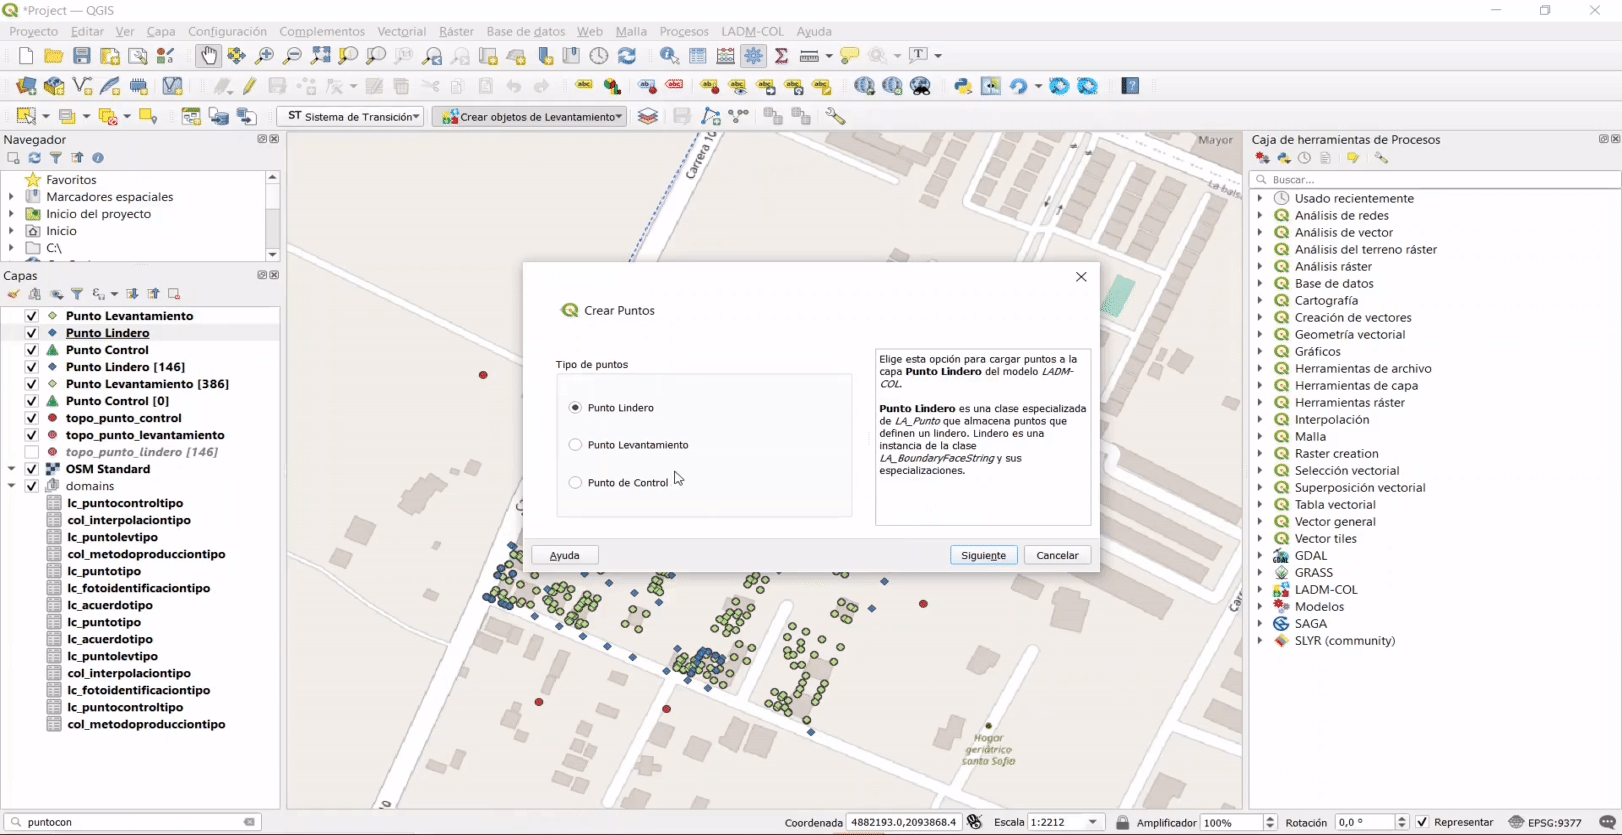 *Project — QGIS
Proyecto Editar Ver Capa Configuración Complementos Vectorial Ráster Base de datos Web Malla Procesos LADM-COL Ayuda
ST Sistema de Transición
Crear objetos de Levantamiento
Navegador
Favoritos
Marcadores espaciales
Inicio del proyecto
Inicio
C:\
Capas
Punto Levantamiento
Punto Lindero
Punto Control
Punto Lindero [146]
Punto Levantamiento [386]
Punto Control [0]
topo_punto_control
topo_punto_levantamiento
topo_punto_lindero [146]
OSM Standard
domains
lc_puntocontroltipo
col_interpolaciontipo
lc_puntolevtipo
col_metodoproducciontipo
lc_puntotipo
lc_fotoidentificaciontipo
lc_acuerdotipo
lc_puntotipo
lc_acuerdotipo
lc_puntolevtipo
col_interpolaciontipo
lc_fotoidentificaciontipo
lc_puntocontroltipo
col_metodoproducciontipo
puntocon
Carrera 10
Mayor
Crear Puntos
Tipo de puntos
Punto Lindero
Punto Levantamiento
Punto de Control
Elige esta opción para cargar puntos a la
capa Punto Lindero del modelo LADM-
COL.
Punto Lindero es una clase especializada
de LA_Punto que almacena puntos que
definen un lindero. Lindero es una
instancia de la clase
LA_BoundaryFaceString y sus
especializaciones.
Ayuda
Siguiente
Cancelar
Hogar
geriátrico
santa Sofia
Caja de herramientas de Procesos
Buscar...
Usado recientemente
Análisis de redes
Análisis de vector
Análisis del terreno ráster
Análisis ráster
Base de datos
Cartografía
Creación de vectores
Geometría vectorial
Gráficos
Herramientas de archivo
Herramientas de capa
Herramientas ráster
Interpolación
Malla
Raster creation
Selección vectorial
Superposición vectorial
Tabla vectorial
Vector general
Vector tiles
GDAL
GRASS
LADM-COL
Modelos
SAGA
SLYR (community)
Coordenada 4882193.0,2093868.4 Escala 1:2212 Amplificador 100% Rotación 0,0 ° Representar EPSG:9377